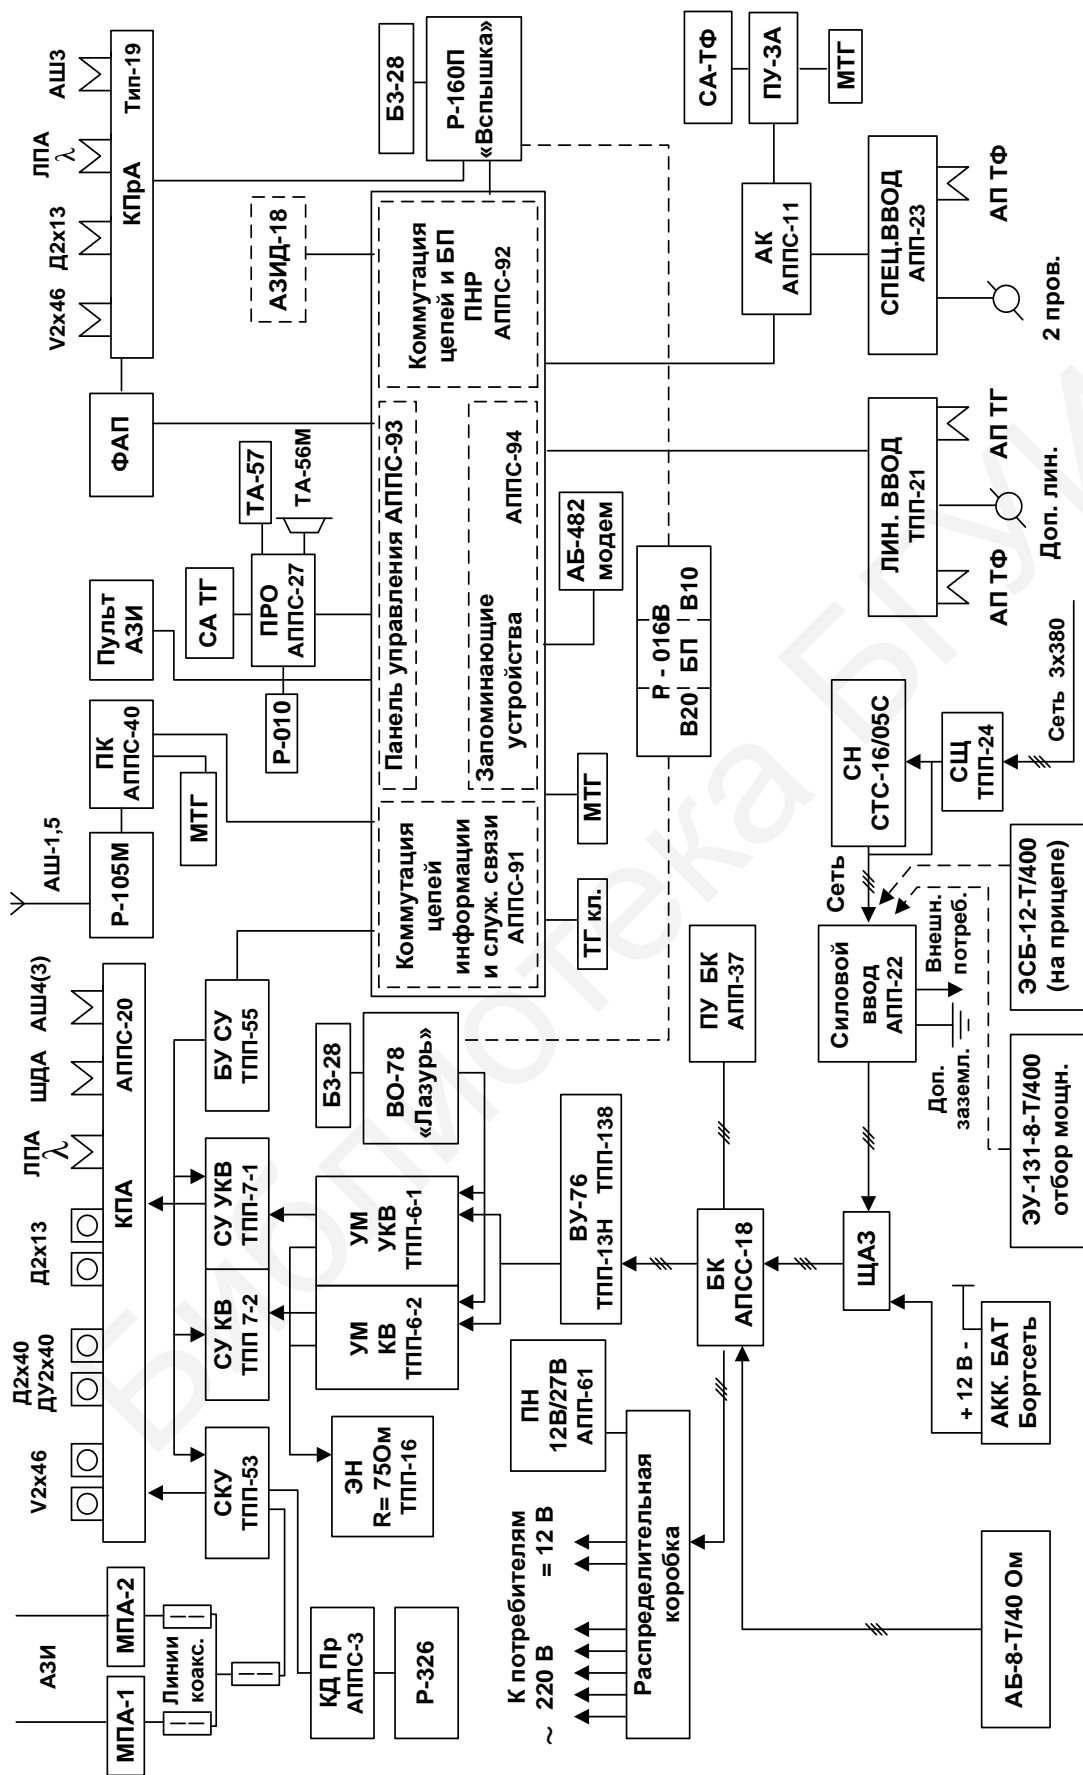 АЗИ
МПА-1
МПА-2
Линии
коакс.
V2x46
Д2x40
ДУ2x40
Д2x13
ЛПА
λ
ШДА
АШ4(3)
КПА
АППС-20
СКУ
ТПП-53
СУ КВ
ТПП 7-2
СУ УКВ
ТПП-7-1
БУ СУ
ТПП-55
КД Пр
АППС-3
Р-326
ЭН
R= 75Ом
ТПП-16
УМ
КВ
ТПП-6-2
УМ
УКВ
ТПП-6-1
БЗ-28
ВО-78
«Лазурь»
АШ-1,5
Р-105М
ПК
АППС-40
МТГ
Пульт
АЗИ
СА ТГ
ПРО
АППС-27
Р-010
ТА-57
ТА-56М
ФАП
V2x46
Д2x13
ЛПА
λ
АШ3
КПрА
Тип-19
АЗИД-18
БЗ-28
Р-160П
«Вспышка»
Коммутация
цепей
информации
и служ. связи
АППС-91
Панель управления АППС-93
Запоминающие
устройства
АППС-94
Коммутация
цепей и БП
ПНР
АППС-92
ТГ кл.
МТГ
АБ-482
модем
Р - 016В
В20
БП
В10
СА-ТФ
ПУ-3А
МТГ
АК
АППС-11
К потребителям
~ 220 В
= 12 В
Распределительная
коробка
ПН
12В/27В
АПП-61
ВУ-76
ТПП-13Н
ТПП-138
БК
АПСС-18
ПУ БК
АПП-37
ЩАЗ
Силовой
ввод
АПП-22
Сеть
СН
СТС-16/05С
СЩ
ТПП-24
Сеть 3x380
Доп.
заземл.
Внешн.
потреб.
ЛИН. ВВОД
ТПП-21
АП ТФ
Доп. лин.
АП ТГ
СПЕЦ.ВВОД
АПП-23
2 пров.
АП ТФ
АБ-8-Т/40 Ом
+ 12 В -
АКК. БАТ
Бортсеть
ЭУ-131-8-Т/400
отбор мощн.
ЭСБ-12-Т/400
(на прицепе)
Библиотека БГУИ